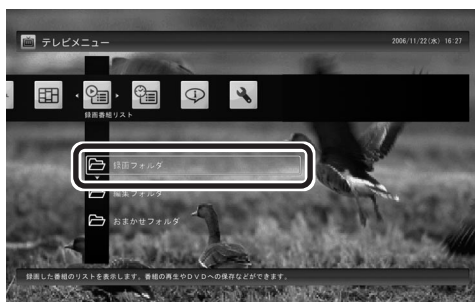 テレビメニュー
2006/11/22(水) 16:27
録画番組リスト
録画フォルダ
編集フォルダ
おまかせフォルダ
録画した番組のリストを表示します。番組の再生やDVDへの保存などができます。